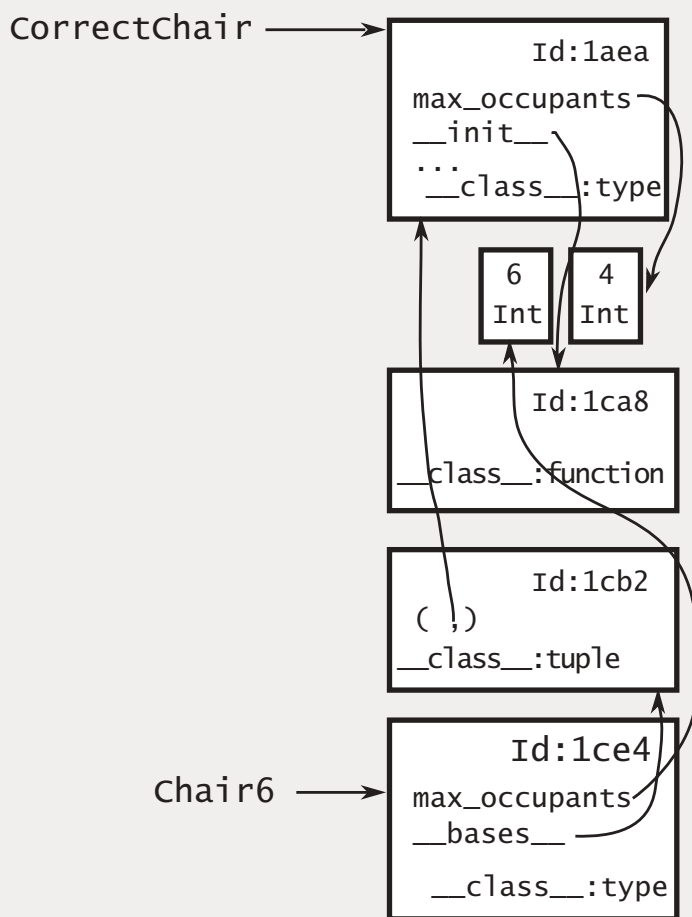 CorrectChair
Id:1aea
max_occupants
__init__
...
__class__:type
6
Int
4
Int
Id:1ca8
__class__:function
Id:1cb2
( ,)
__class__:tuple
Id:1ce4
Chair6
max_occupants
__bases__
__class__:type